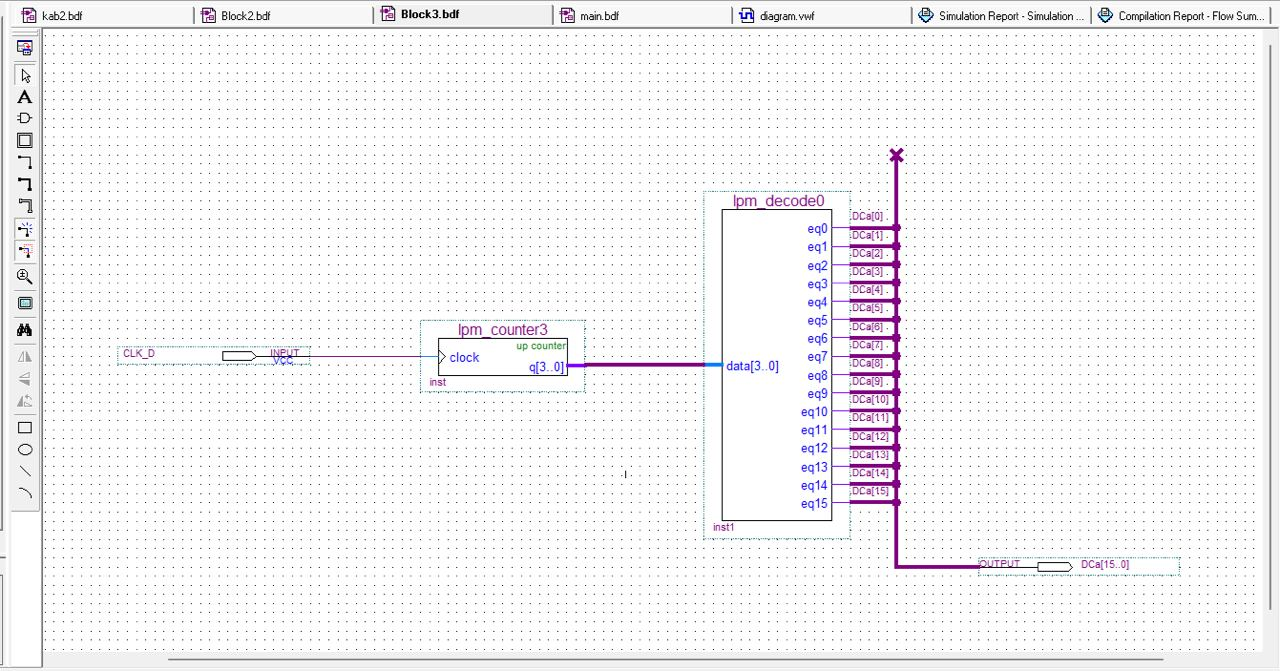 kab2.bdf
Block2.bdf
Block3.bdf
main.bdf
diagram.vwf
Simulation Report - Simulation ...
Compilation Report - Flow Sum...
A
lpm_decode0
eq0
eq1
eq2
eq3
eq4
eq5
eq6
eq7
eq8
eq9
eq10
eq11
eq12
eq13
eq14
eq15
data[3..0]
inst1
DCa[0]
DCa[1]
DCa[2]
DCa[3]
DCa[4]
DCa[5]
DCa[6]
DCa[7]
DCa[8]
DCa[9]
DCa[10]
DCa[11]
DCa[12]
DCa[13]
DCa[14]
DCa[15]
lpm_counter3
up counter
clock
q[3..0]
inst
CLK_D
INPUT
VCC
OUTPUT
DCa[15..0]